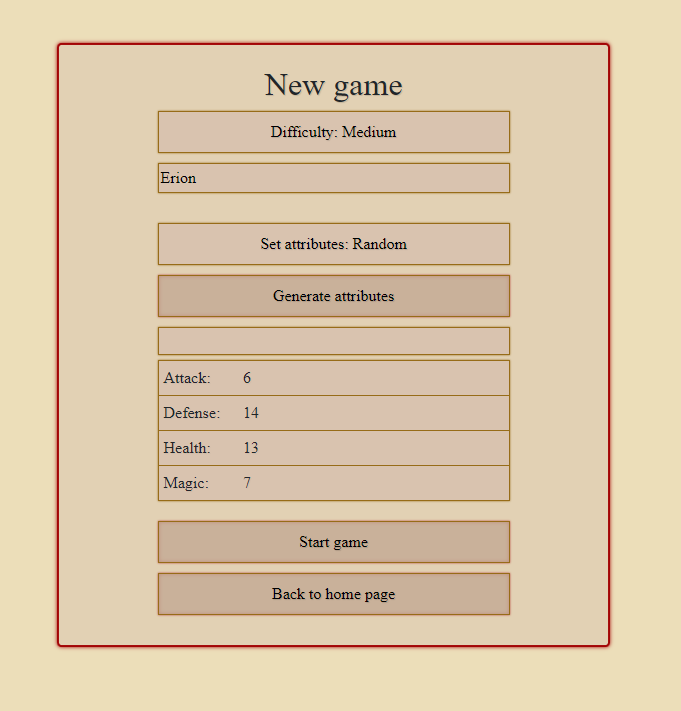 New game
Difficulty: Medium
Erion
Set attributes: Random
Generate attributes
Attack: 6
Defense: 14
Health: 13
Magic: 7
Start game
Back to home page